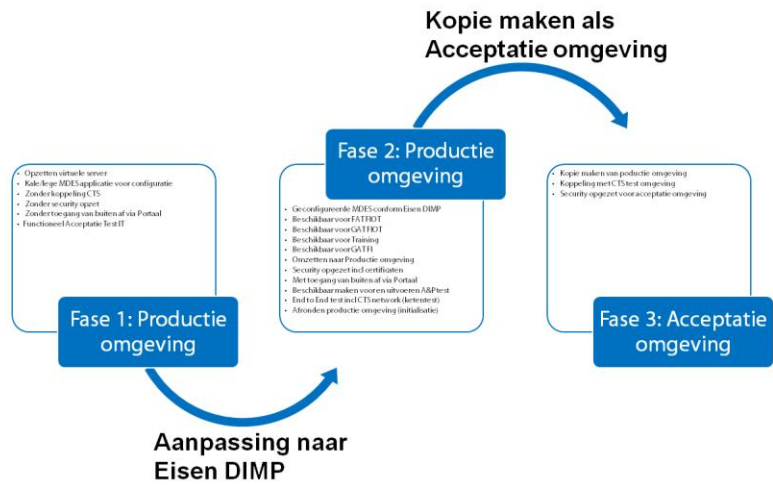 Kopie maken als
Acceptatie omgeving
Opzetten virtuele server
Kale/lege MDES applicatie voor configuratie
Zonder koppeling CTS
Zonder security opzet
Zonder toegang van buiten af via Portaal
Functioneel Acceptatie Test IT
Fase 1: Productie
omgeving
Fase 2: Productie
omgeving
Geconfigureerde MDES conform Eisen DIMP
Beschikbaar voor FAT FIOT
Beschikbaar voor GAT FIOT
Beschikbaar voor Training
Beschikbaar voor GAT FI
Omzetten naar Productie omgeving
Security opgezet incl certificaten
Met toegang van buiten af via Portaal
Beschikbaar maken voor en uitvoeren A&P test
End to End test incl CTS network (ketentest)
Afronden productie omgeving (initialisatie)
Kopie maken van poductie omgeving
Koppeling met CTS test omgeving
Security opgezet voor acceptatie omgeving
Fase 3: Acceptatie
omgeving
Aanpassing naar
Eisen DIMP